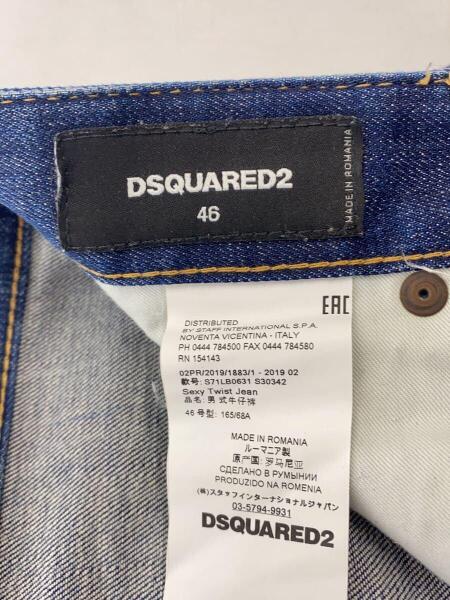 DSQUARED2
46
MADE IN ROMANIA
EAC
DISTRIBUTED
BY STAFF INTERNATIONAL S.P.A.
NOVENTA VICENTINA - ITALY
PH 0444 784500 FAX 0444 784580
RN 154143
02PR/2019/1883/1 - 2019 02
款号: S71LB0631 S30342
Sexy Twist Jean
品名: 男式牛仔裤
46 号型: 165/68A
MADE IN ROMANIA
ルーマニア製
原产国: 罗马尼亚
СДЕЛАНО В РУМЫНИИ
PRODUZIDO NA ROMENIA
(株)スタッフインターナショナルジャパン
03-5794-9931
DSQUARED2